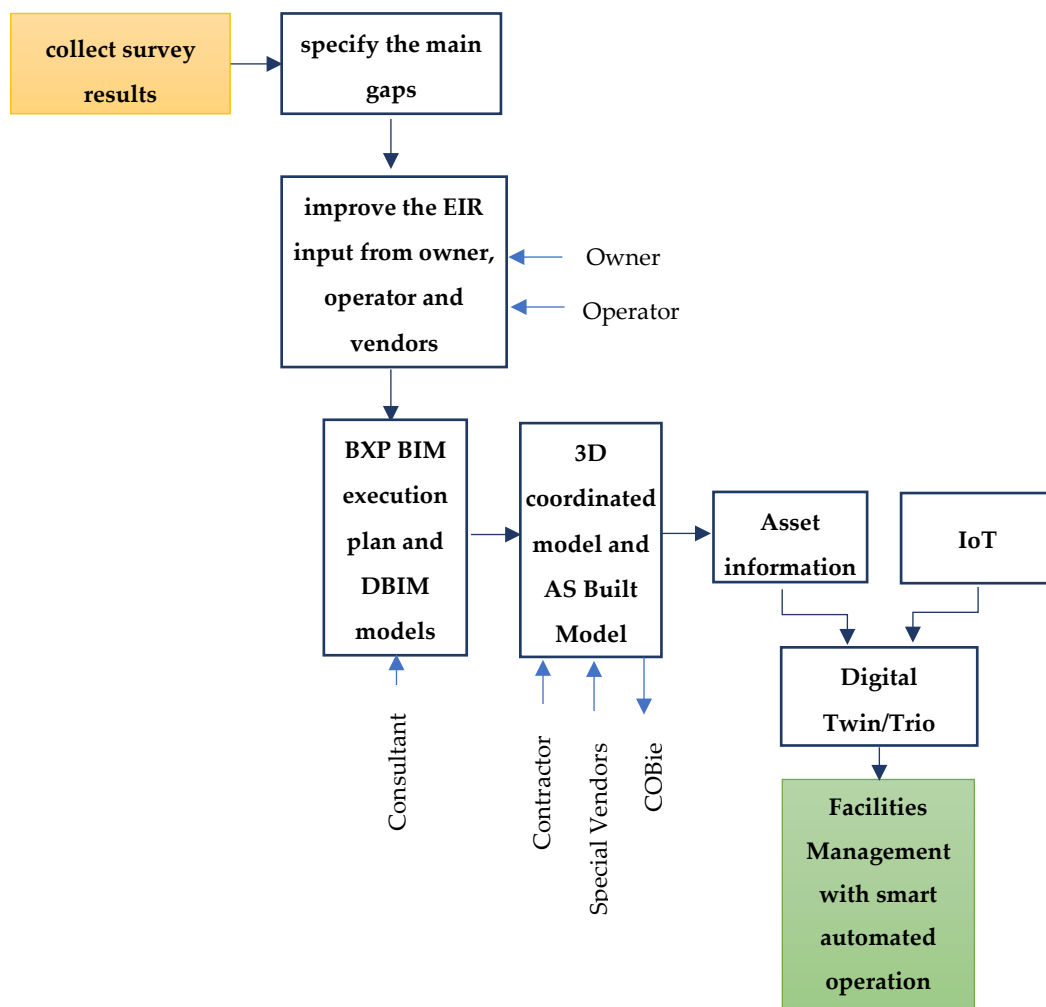 collect survey
results
specify the main
gaps
improve the EIR
input from owner,
operator and
vendors
Owner
Operator
BXP BIM
execution
plan and
DBIM
models
3D
coordinated
model and
AS Built
Model
Asset
information
IoT
Digital
Twin/Trio
Consultant
Contractor
Special Vendors
COBie
Facilities
Management
with smart
automated
operation